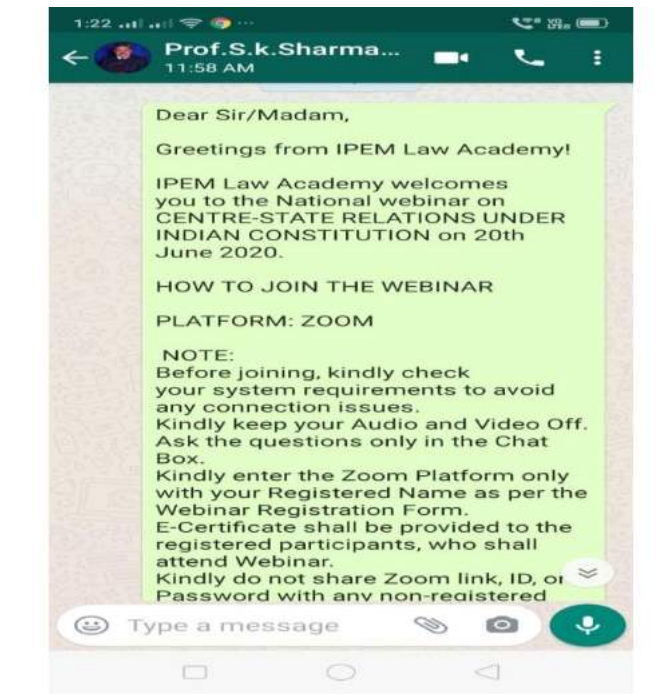 1:22
Prof.S.k.Sharma...
11:58 AM
Dear Sir/Madam,
Greetings from IPEM Law Academy!
IPEM Law Academy welcomes
you to the National webinar on
CENTRE-STATE RELATIONS UNDER
INDIAN CONSTITUTION on 20th
June 2020.
HOW TO JOIN THE WEBINAR
PLATFORM: ZOOM
NOTE:
Before joining, kindly check
your system requirements to avoid
any connection issues.
Kindly keep your Audio and Video Off.
Ask the questions only in the Chat
Box.
Kindly enter the Zoom Platform only
with your Registered Name as per the
Webinar Registration Form.
E-Certificate shall be provided to the
registered participants, who shall
attend Webinar.
Kindly do not share Zoom link, ID, or
Password with any non-registered
Type a message